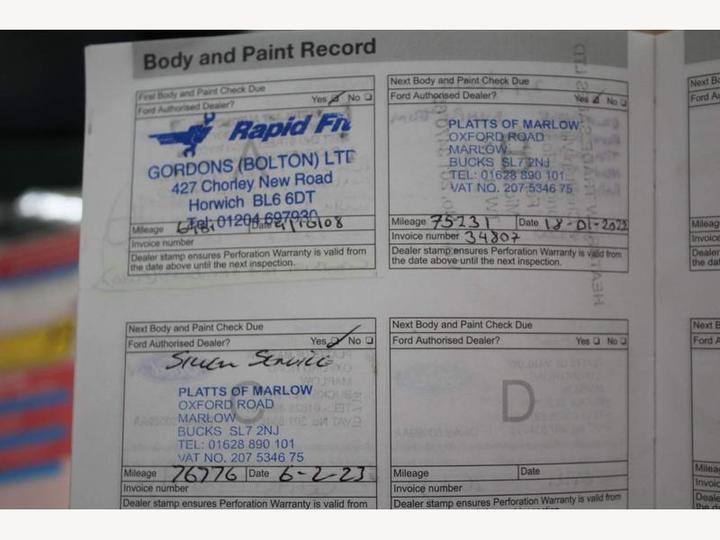 Body and Paint Record
First Body and Paint Check Due
Ford Authorised Dealer? Yes No
Rapid Fit
GORDONS (BOLTON) LTD
427 Chorley New Road
Horwich BL6 6DT
Tel: 01204 697930
Mileage Date
Invoice number
Dealer stamp ensures Perforation Warranty is valid from
the date above until the next inspection.
Next Body and Paint Check Due
Ford Authorised Dealer? Yes No
PLATTS OF MARLOW
OXFORD ROAD
MARLOW
BUCKS SL7 2NJ
TEL: 01628 890 101
VAT NO. 207 5346 75
Mileage 75231 Date 18-01-2022
Invoice number 34807
Dealer stamp ensures Perforation Warranty is valid from
the date above until the next inspection.
Next Body and Paint Check Due
Ford Authorised Dealer? Yes No
Service
PLATTS OF MARLOW
OXFORD ROAD
MARLOW
BUCKS SL7 2NJ
TEL: 01628 890 101
VAT NO. 207 5346 75
C
Mileage 76776 Date 6-2-23
Invoice number
Dealer stamp ensures Perforation Warranty is valid from
Next Body and Paint Check Due
Ford Authorised Dealer? Yes No
D
Mileage Date
Invoice number
Dealer stamp ensures Perforation Warranty is valid from